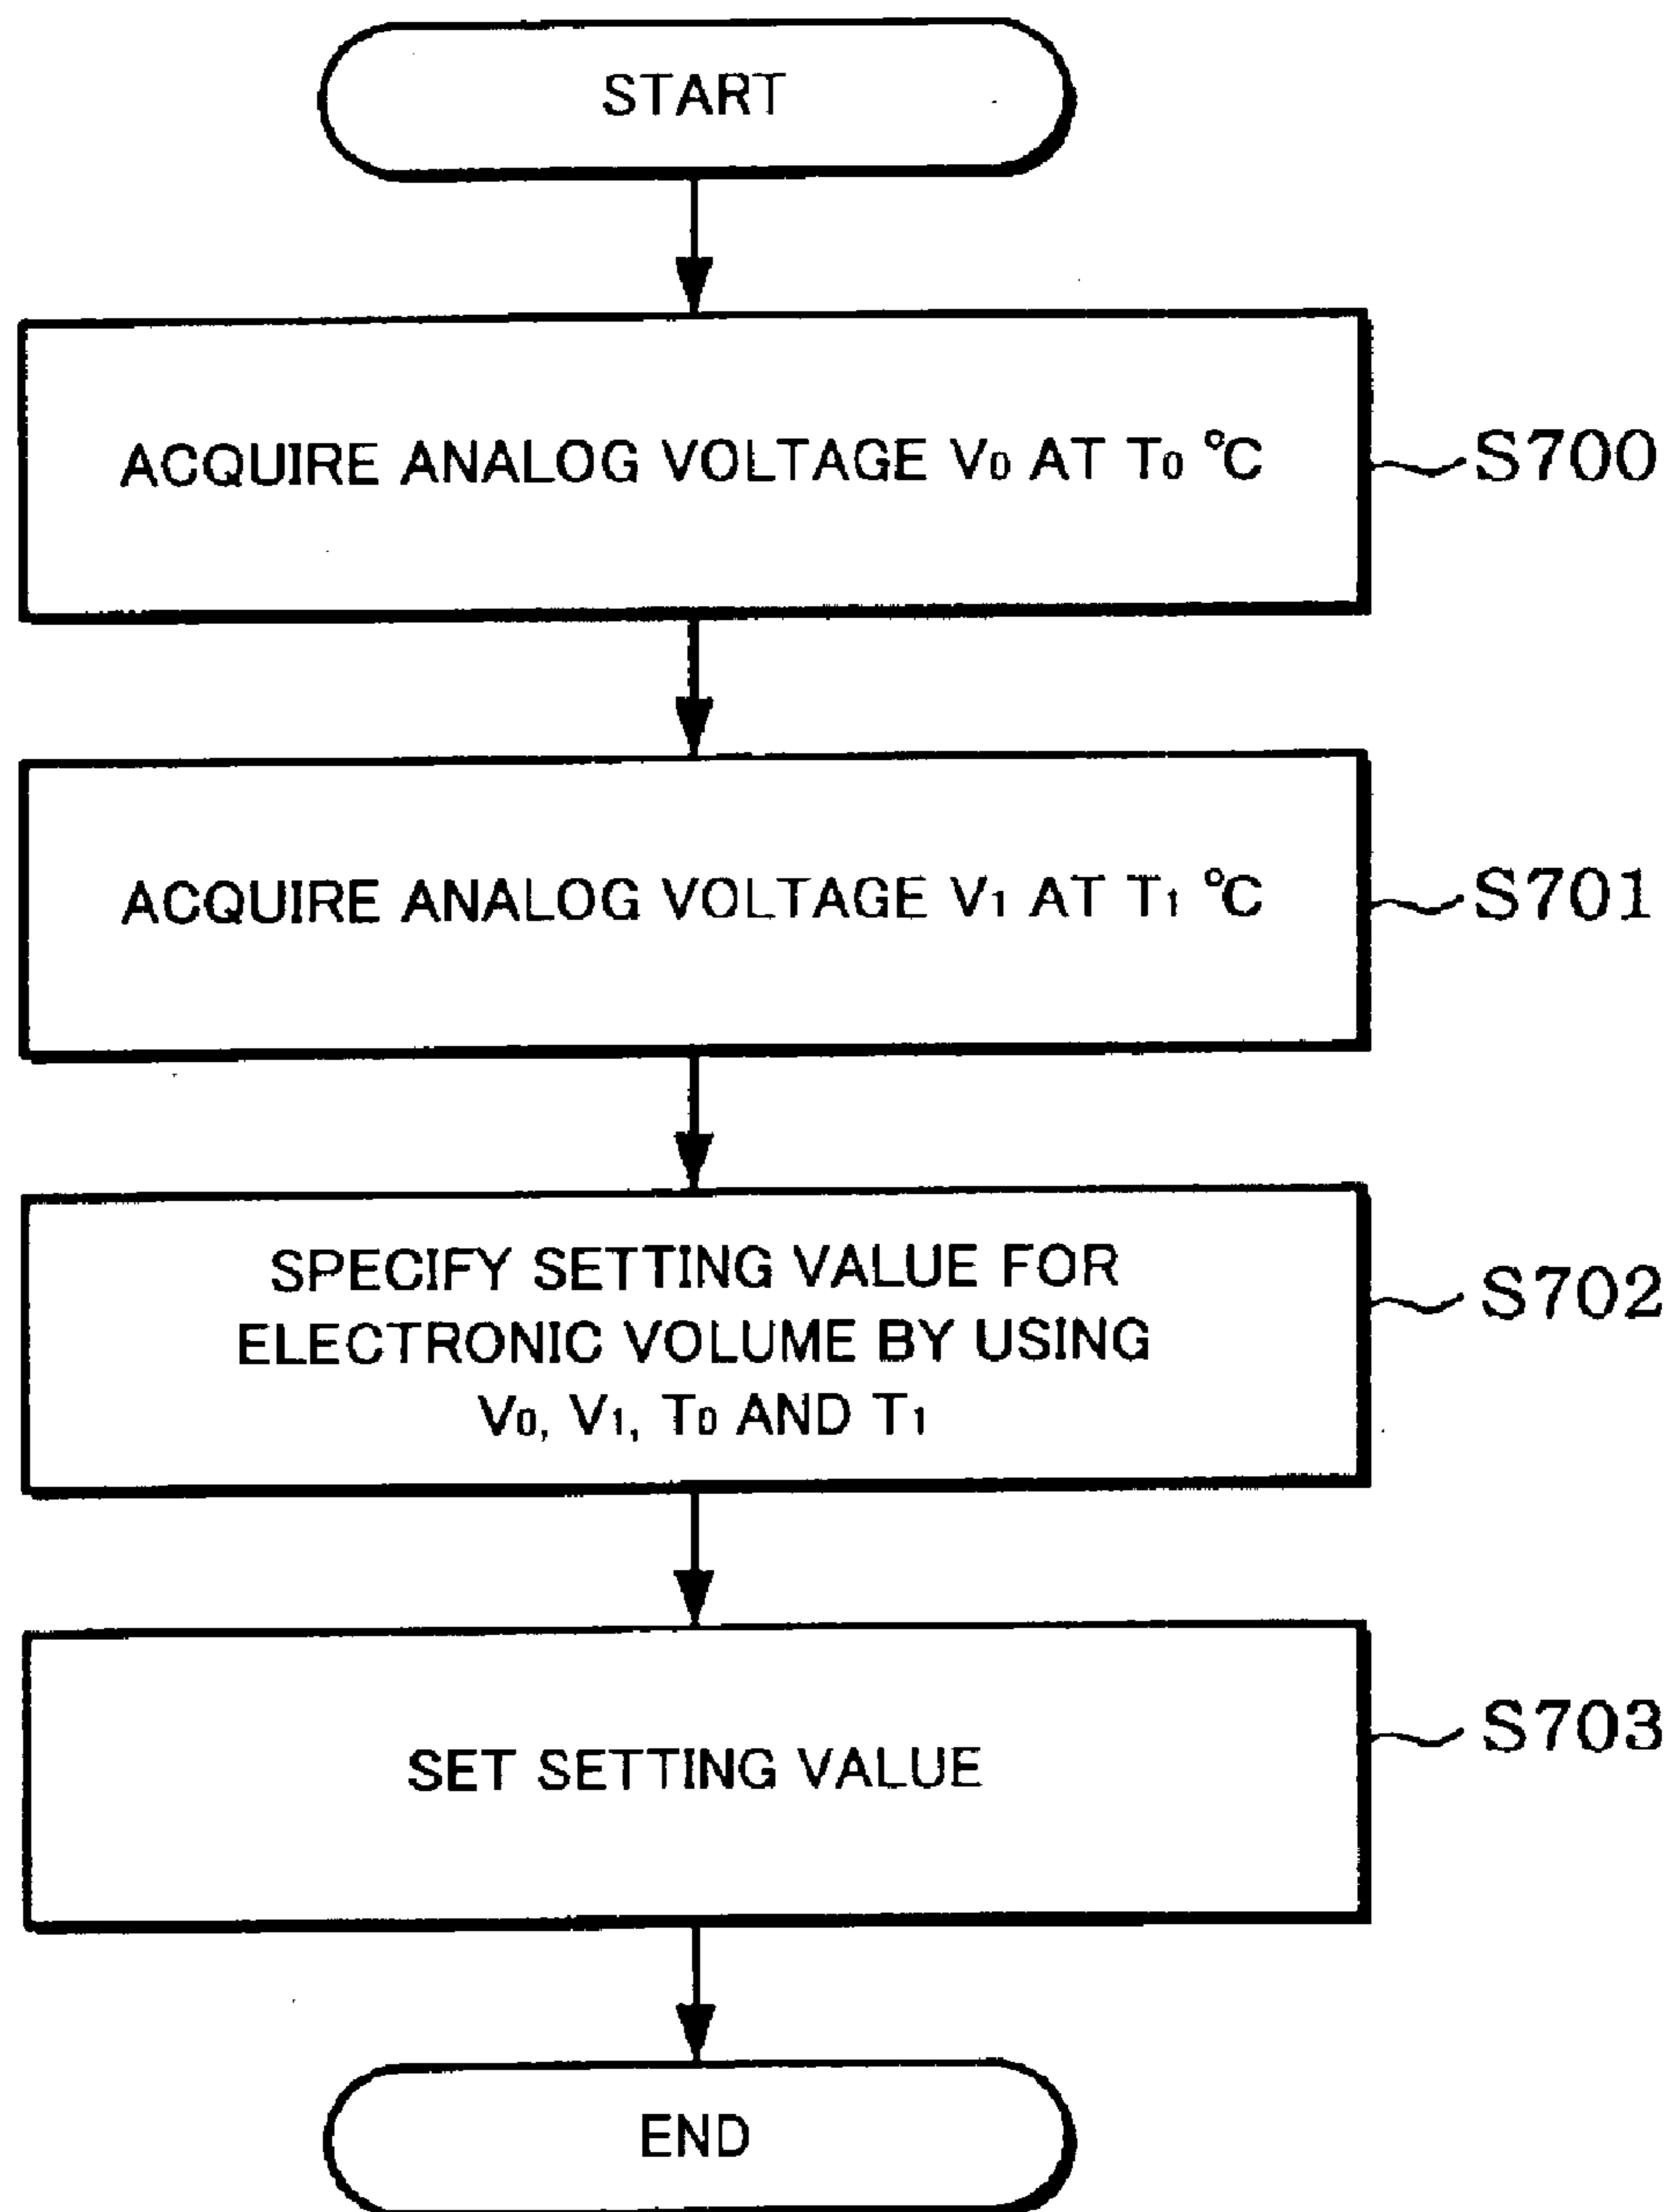 START
ACQUIRE ANALOG VOLTAGE V₀ AT T₀ ℃
S700
ACQUIRE ANALOG VOLTAGE V₁ AT T₁ ℃
S701
SPECIFY SETTING VALUE FOR
ELECTRONIC VOLUME BY USING
V₀, V₁, T₀ AND T₁
S702
SET SETTING VALUE
S703
END